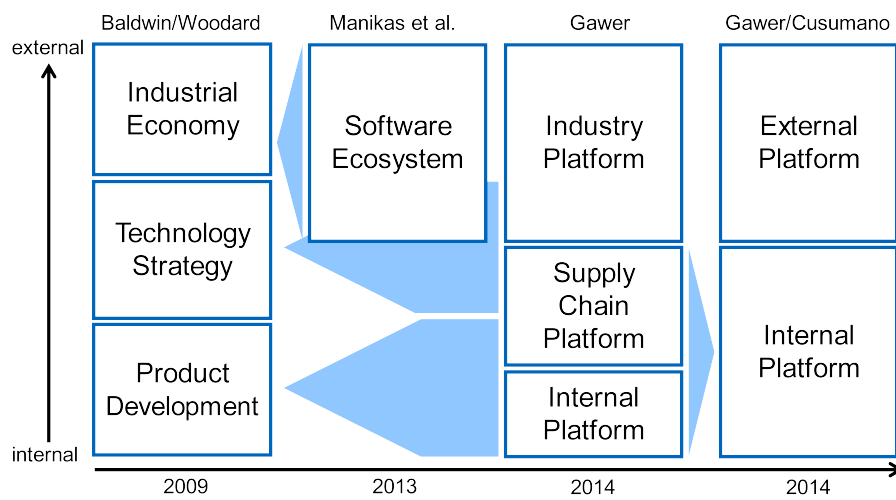 Baldwin/Woodard
Manikas et al.
Gawer
Gawer/Cusumano
external
Industrial
Economy
Software
Ecosystem
Industry
Platform
External
Platform
Technology
Strategy
Supply
Chain
Platform
Internal
Platform
Product
Development
Internal
Platform
internal
2009
2013
2014
2014